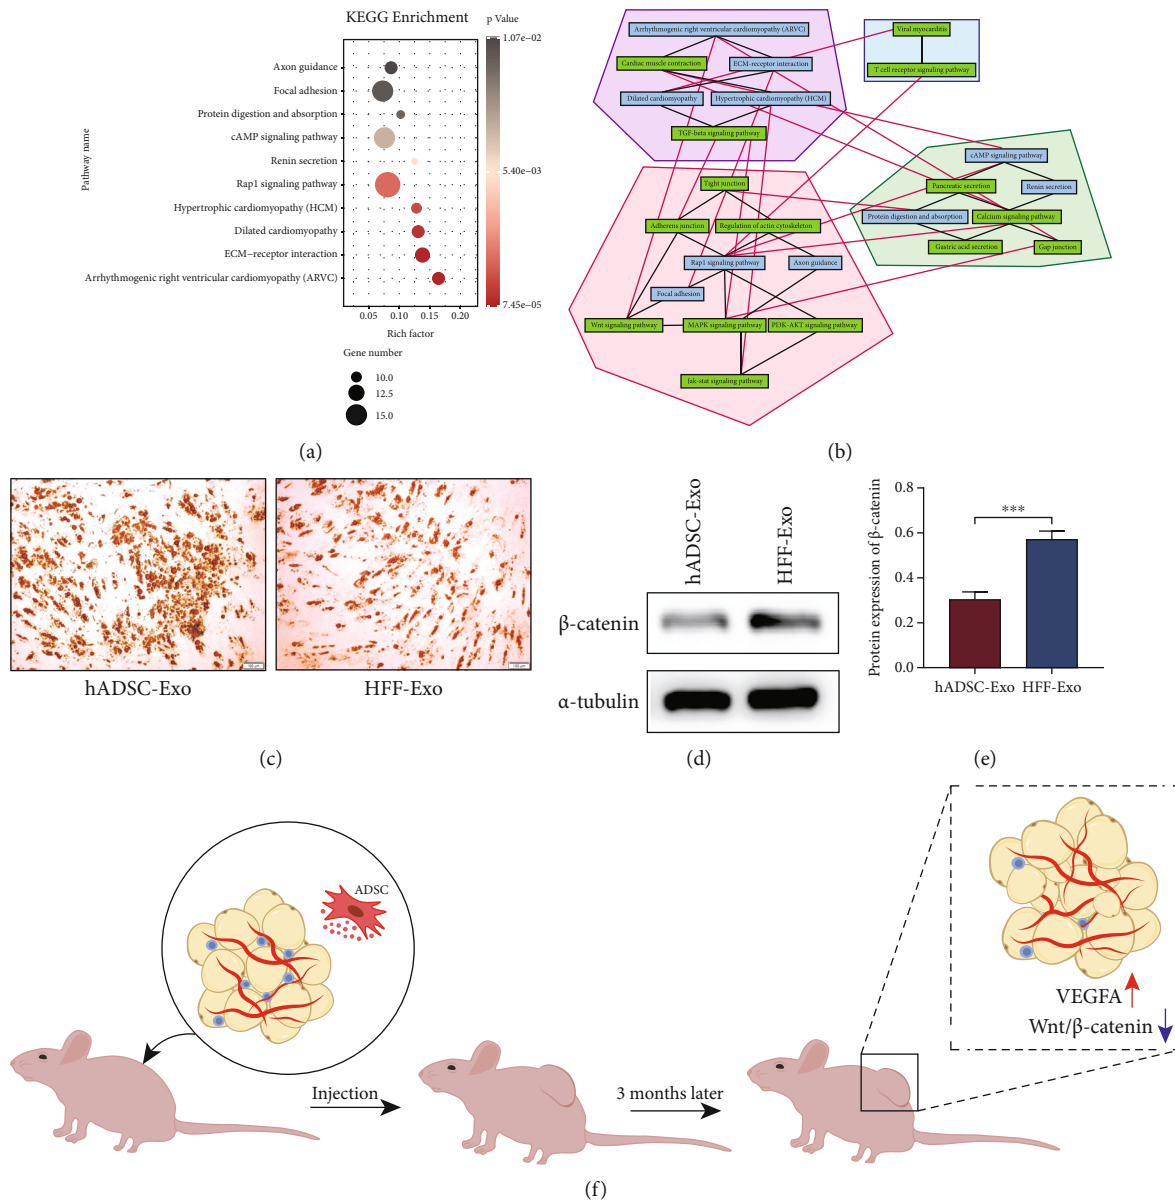 KEGG Enrichment
p Value
1.07e−02
5.40e−03
7.45e−05
Pathway name
Axon guidance
Focal adhesion
Protein digestion and absorption
cAMP signaling pathway
Renin secretion
Rap1 signaling pathway
Hypertrophic cardiomyopathy (HCM)
Dilated cardiomyopathy
ECM−receptor interaction
Arrhythmogenic right ventricular cardiomyopathy (ARVC)
0.05 0.10 0.15 0.20
Rich factor
Gene number
10.0
12.5
15.0
(a)
Arrhythmogenic right ventricular cardiomyopathy (ARVC)
Cardiac muscle contraction
ECM-receptor interaction
Dilated cardiomyopathy
Hypertrophic cardiomyopathy (HCM)
TGF-beta signaling pathway
Viral myocarditis
T cell receptor signaling pathway
cAMP signaling pathway
Pancreatic secretion
Renin secretion
Protein digestion and absorption
Calcium signaling pathway
Gastric acid secretion
Gap junction
Tight junction
Adherens junction
Regulation of actin cytoskeleton
Rap1 signaling pathway
Axon guidance
Focal adhesion
Wnt signaling pathway
MAPK signaling pathway
PI3K-AKT signaling pathway
Jak-stat signaling pathway
(b)
hADSC-Exo
HFF-Exo
(c)
hADSC-Exo
HFF-Exo
β-catenin
α-tubulin
(d)
Protein expression of β-catenin
0.8
0.6
0.4
0.2
0.0
***
hADSC-Exo HFF-Exo
(e)
ADSC
Injection
3 months later
VEGFA
Wnt/β-catenin
(f)